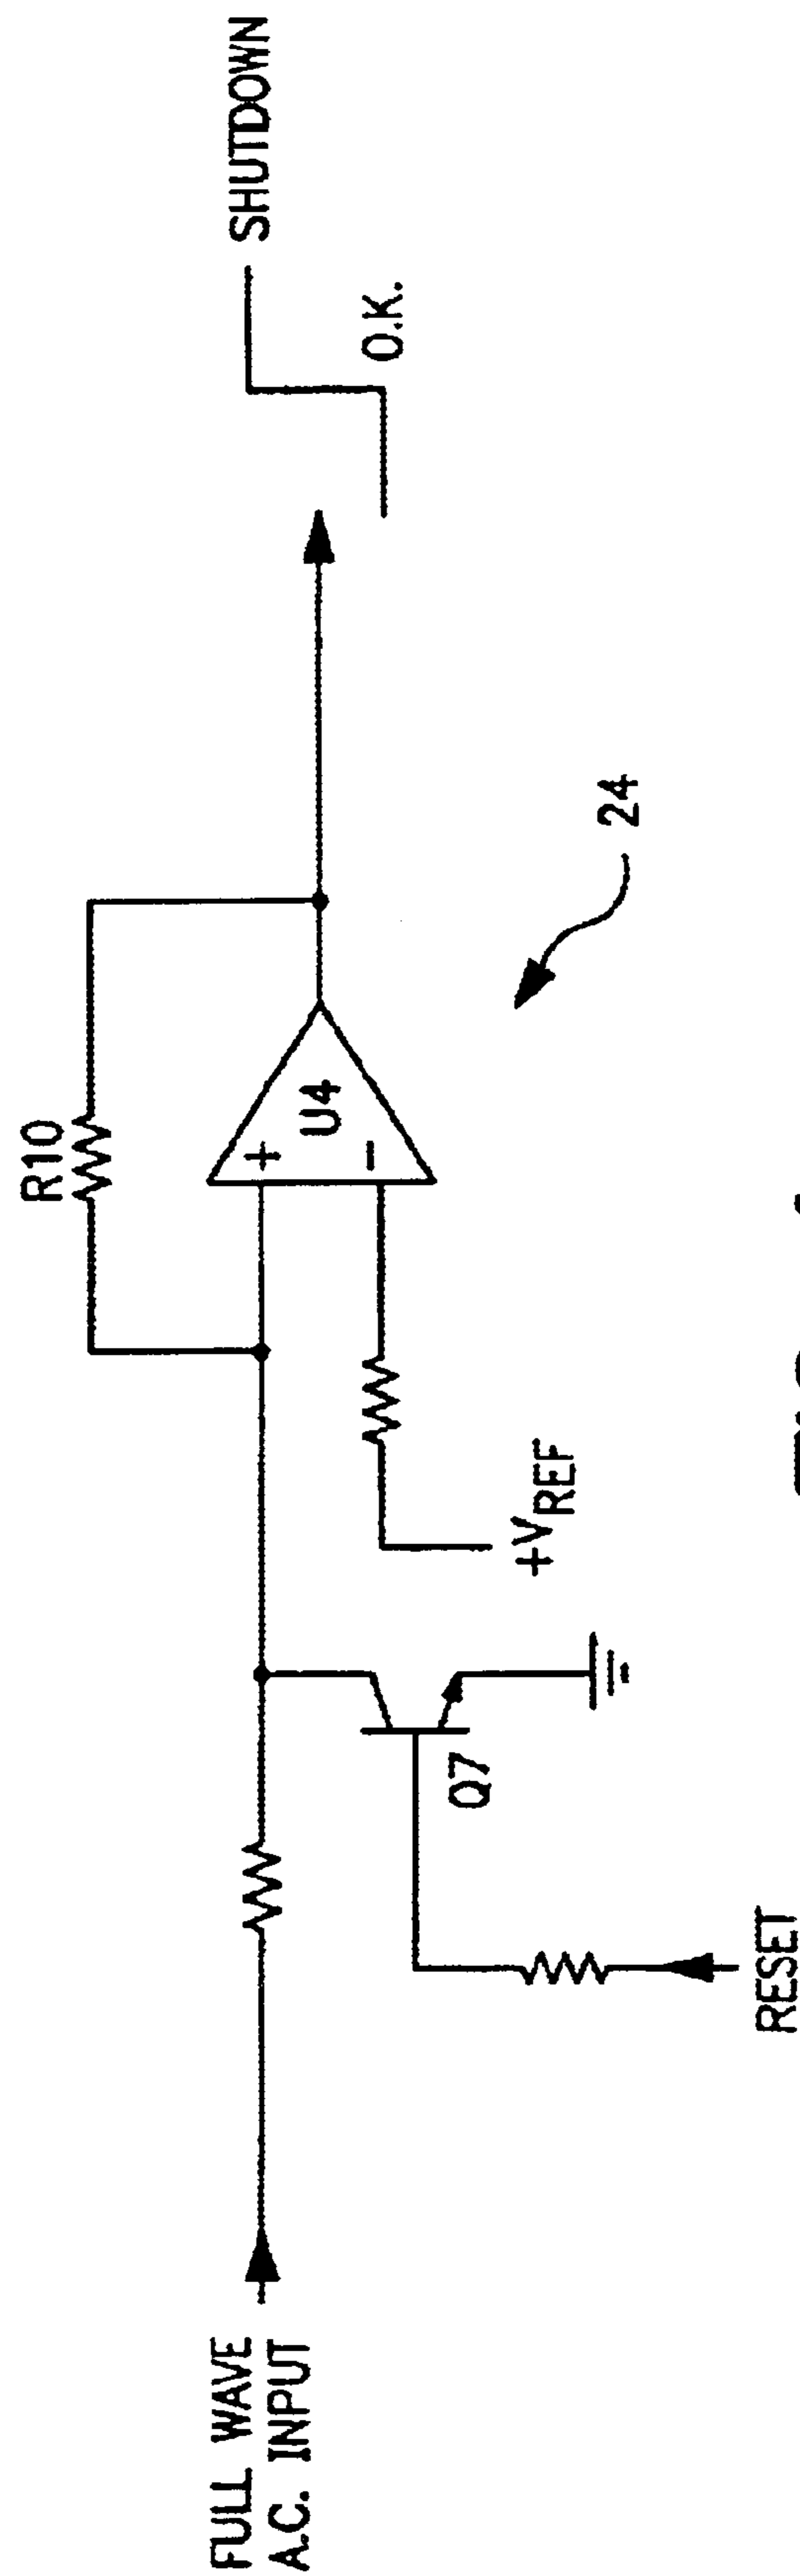 FULL WAVE
A.C. INPUT
RESET
Q7
+VREF
R10
+
U4
-
24
SHUTDOWN
O.K.